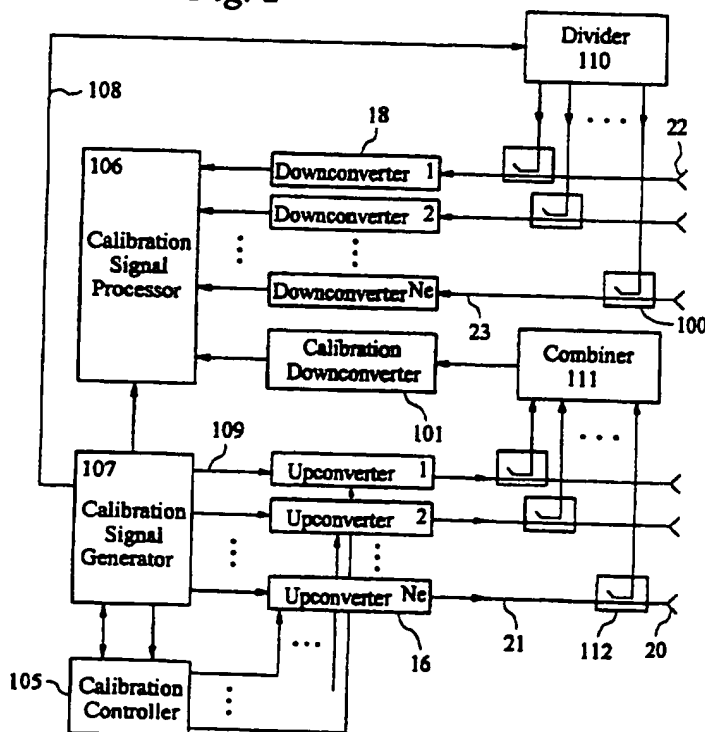 Divider
110
108
18
22
106
Calibration
Signal
Processor
Downconverter 1
Downconverter 2
Downconverter Ne
23
100
Calibration
Downconverter
101
Combiner
111
107
Calibration
Signal
Generator
109
Upconverter 1
Upconverter 2
Upconverter Ne
16
21
112
20
105
Calibration
Controller